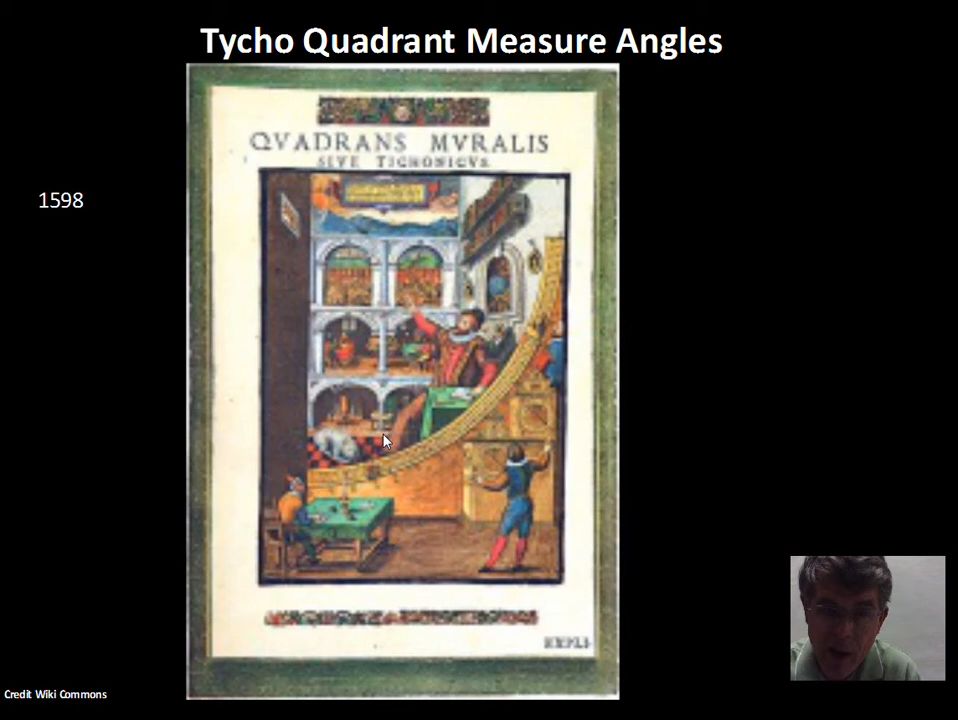 Tycho Quadrant Measure Angles
QVADRANS MVRALIS
SIVE TICHONICVS
1598
Credit Wiki Commons